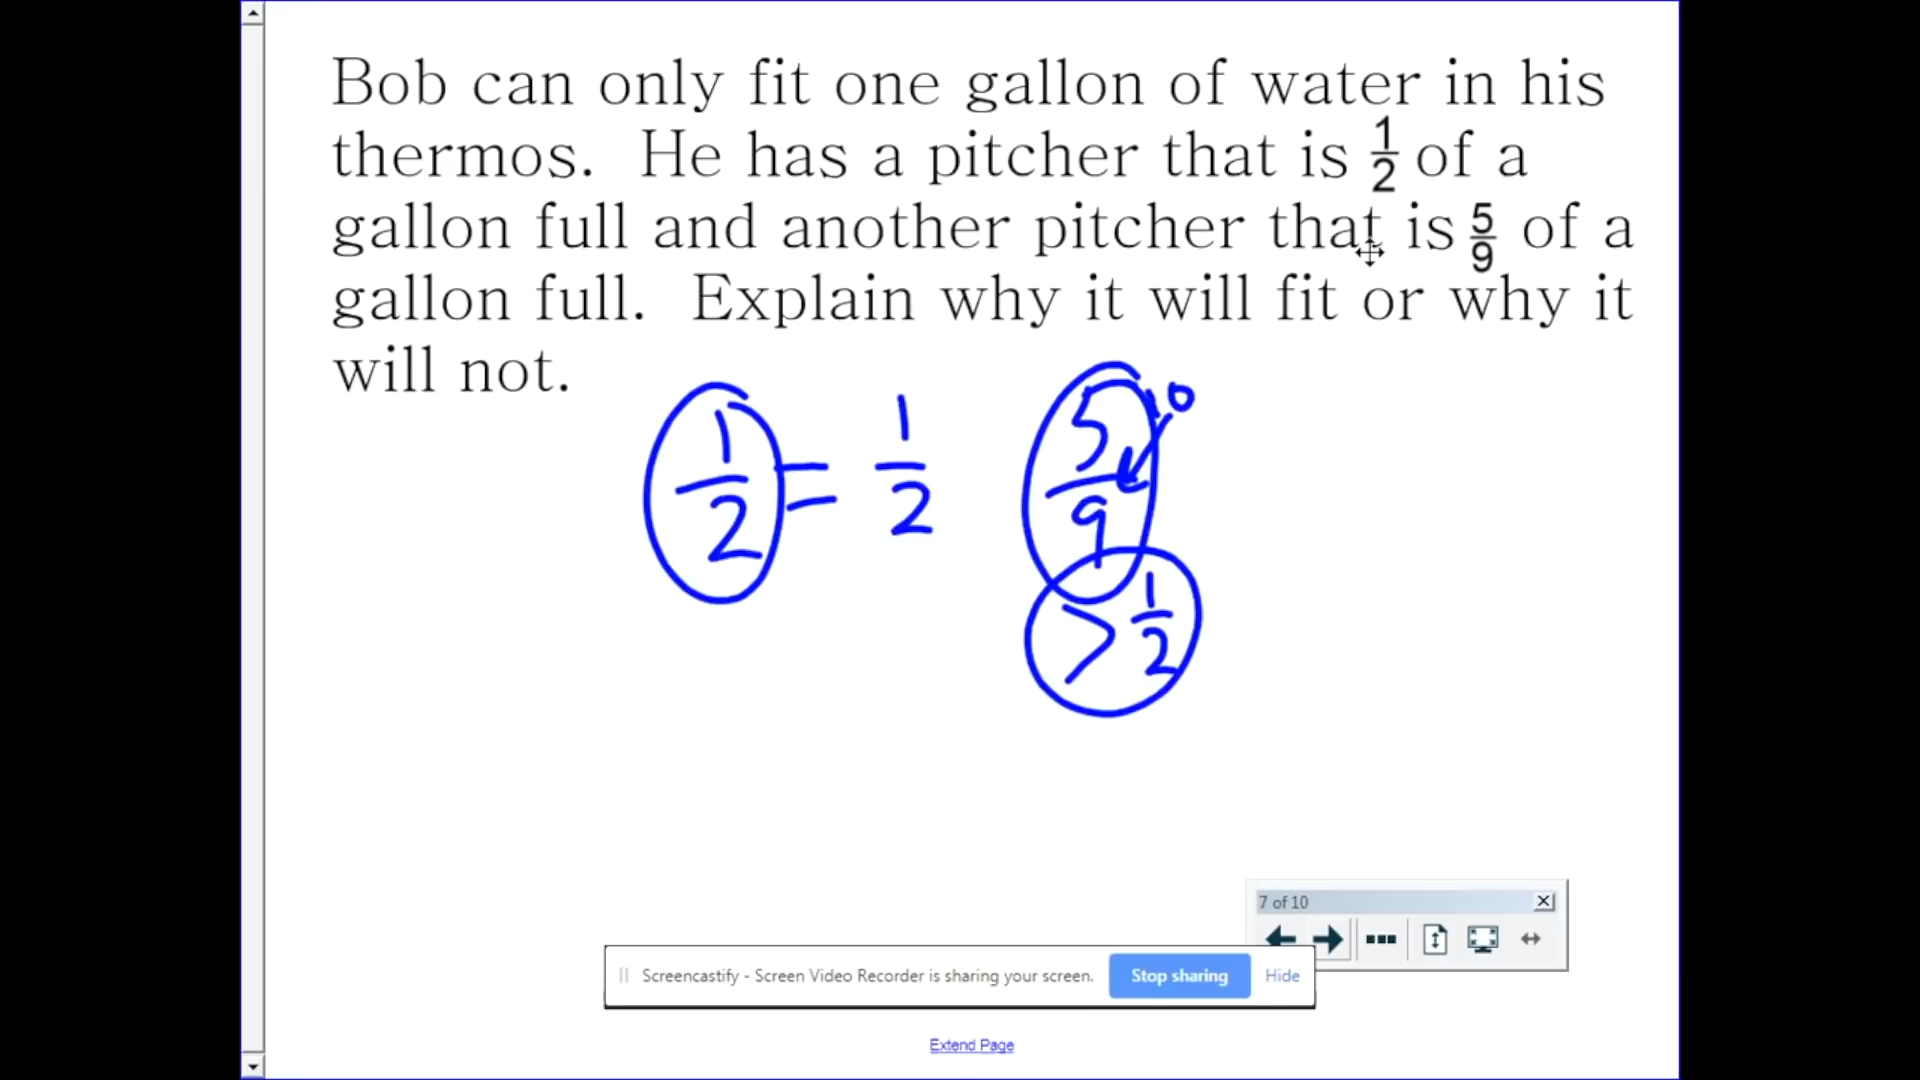 Bob can only fit one gallon of water in his
thermos. He has a pitcher that is 1/2 of a
gallon full and another pitcher that is 5/9 of a
gallon full. Explain why it will fit or why it
will not.
1/2 = 1/2
5/9 10
> 1/2
7 of 10
Screencastify - Screen Video Recorder is sharing your screen. Stop sharing Hide
Extend Page